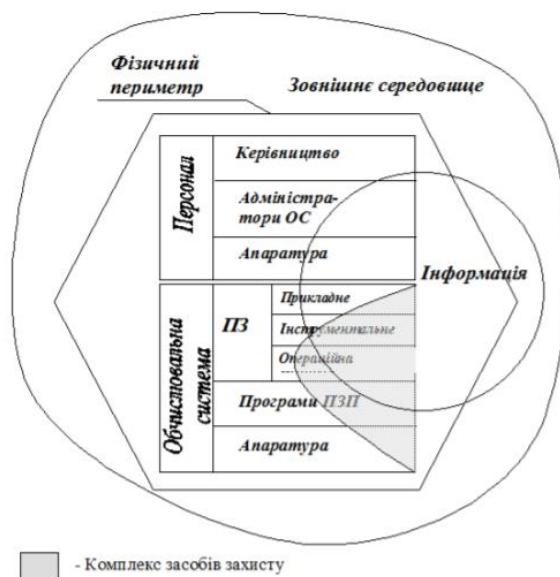 Фізичний
периметр
Зовнішнє середовище
Персонал
Керівництво
Адміністра-
тори ОС
Апаратура
Інформація
Обчислювальна
система
ПЗ
Прикладне
Інструментальне
Операційна
Програми ПЗП
Апаратура
- Комплекс засобів захисту